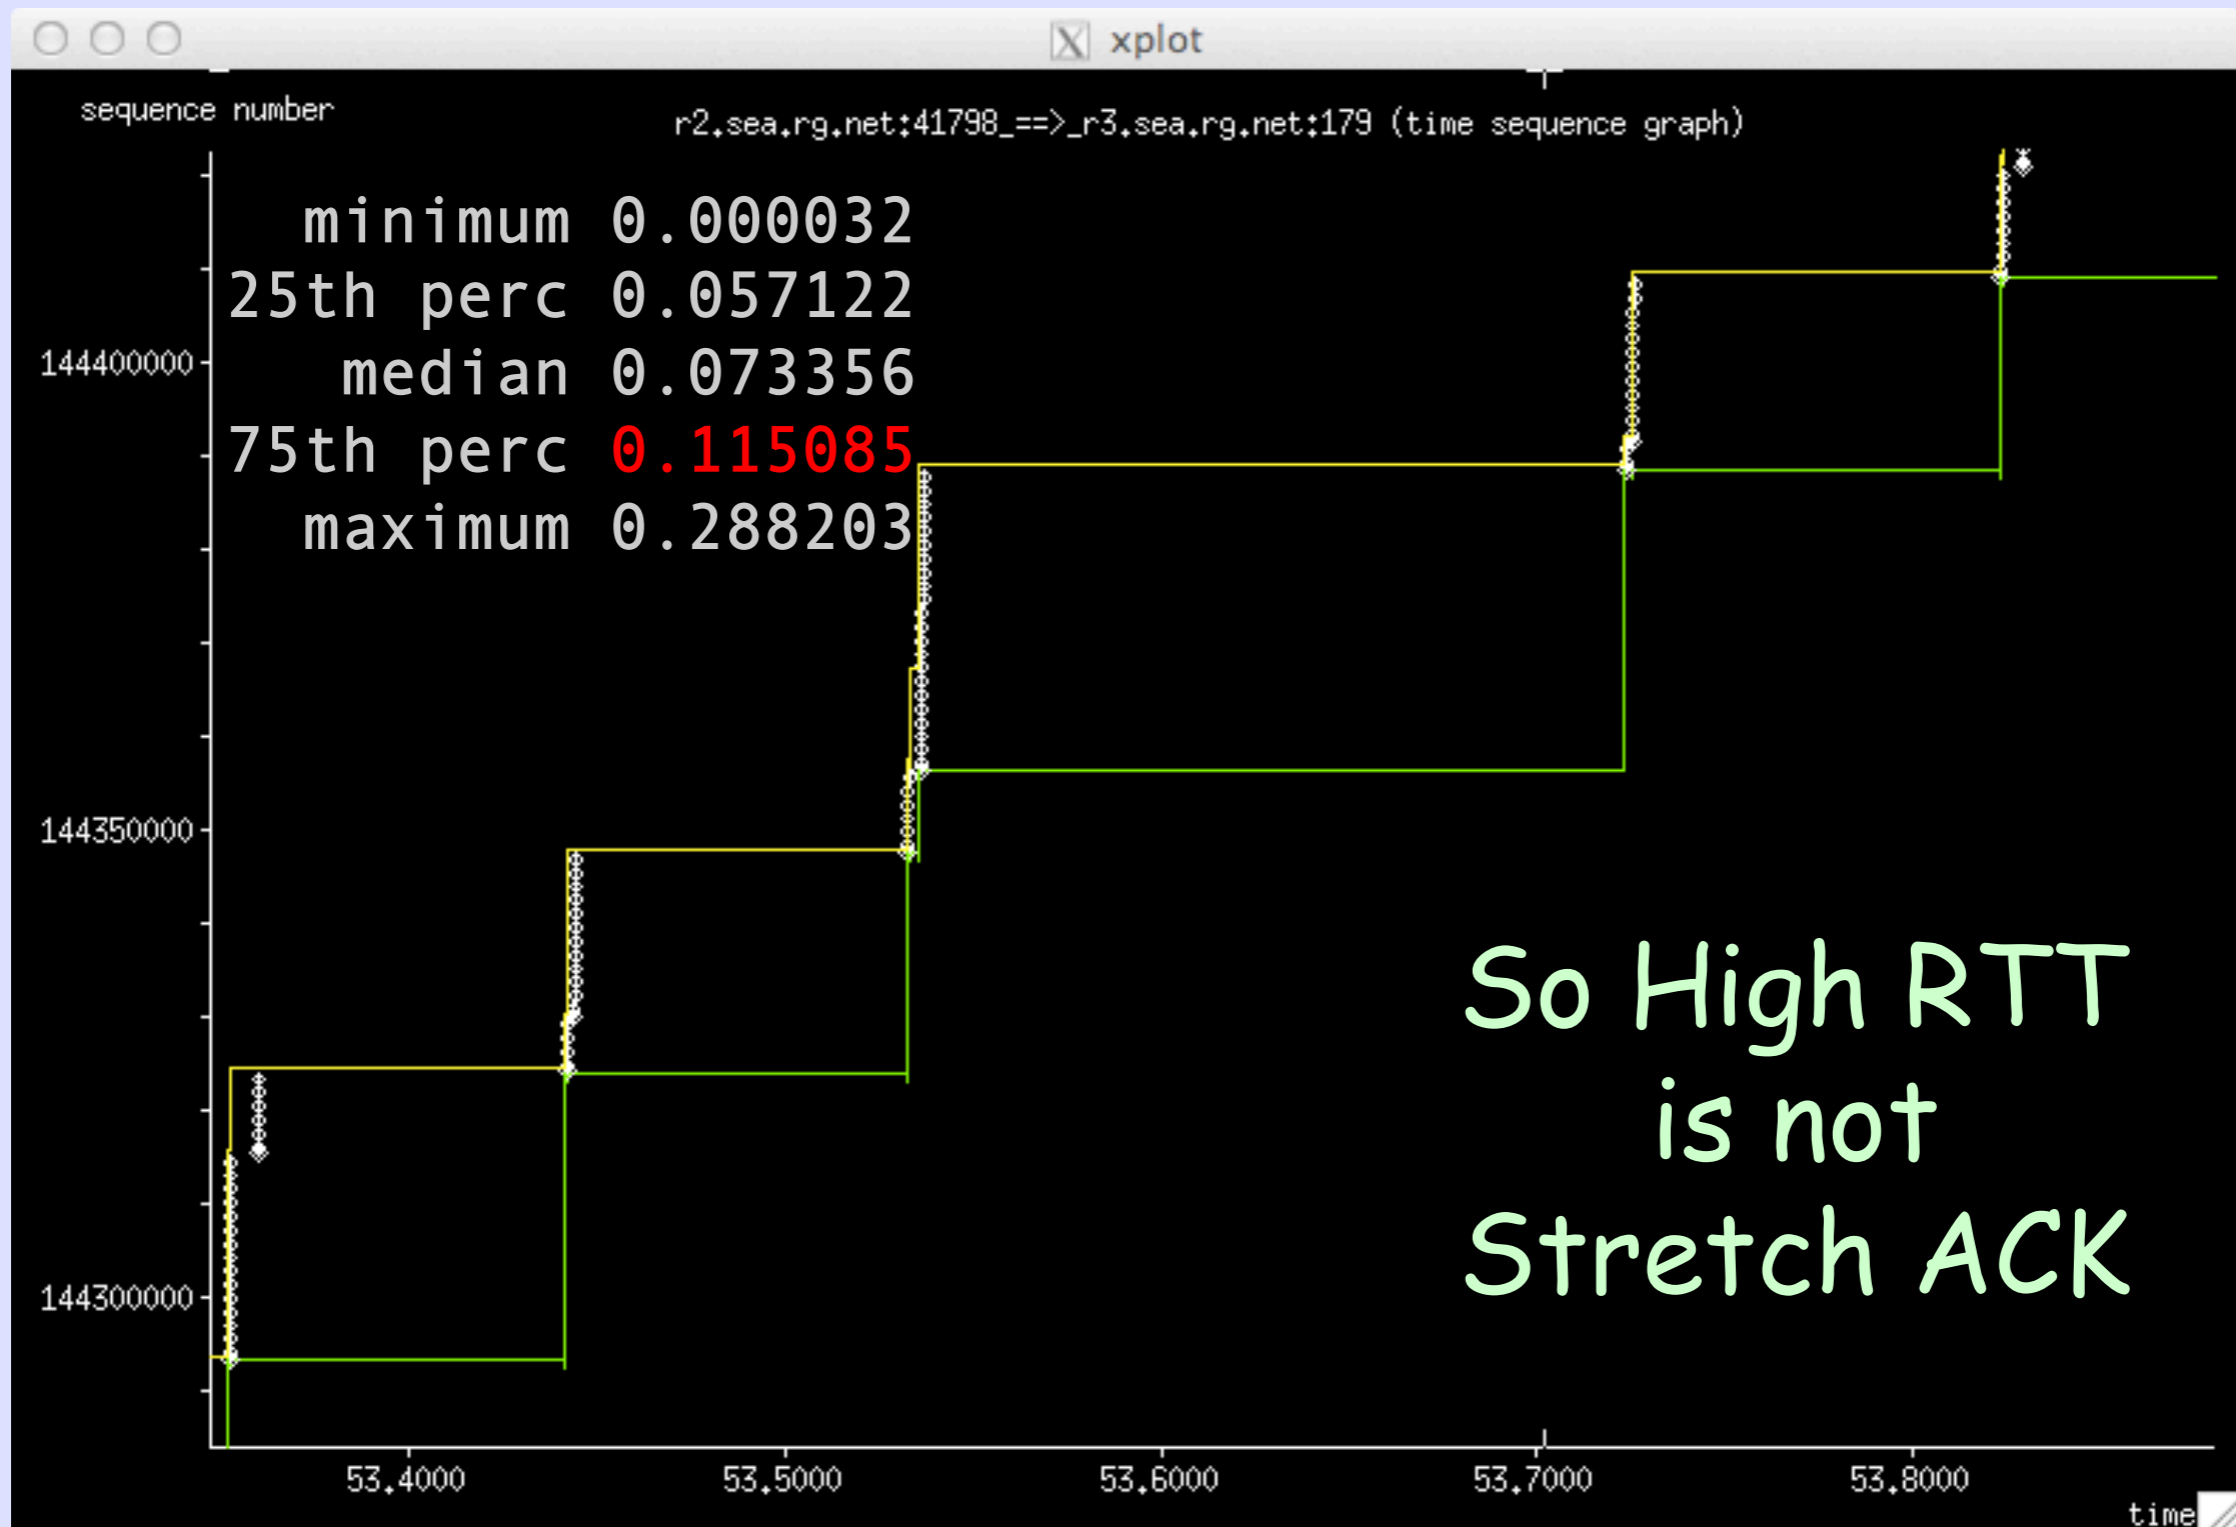 xplot
sequence number
r2.sea.rg.net:41798_==>_r3.sea.rg.net:179 (time sequence graph)
minimum 0.000032
25th perc 0.057122
median 0.073356
75th perc 0.115085
maximum 0.288203
144400000
144350000
144300000
So High RTT
is not
Stretch ACK
53.4000 53.5000 53.6000 53.7000 53.8000
time